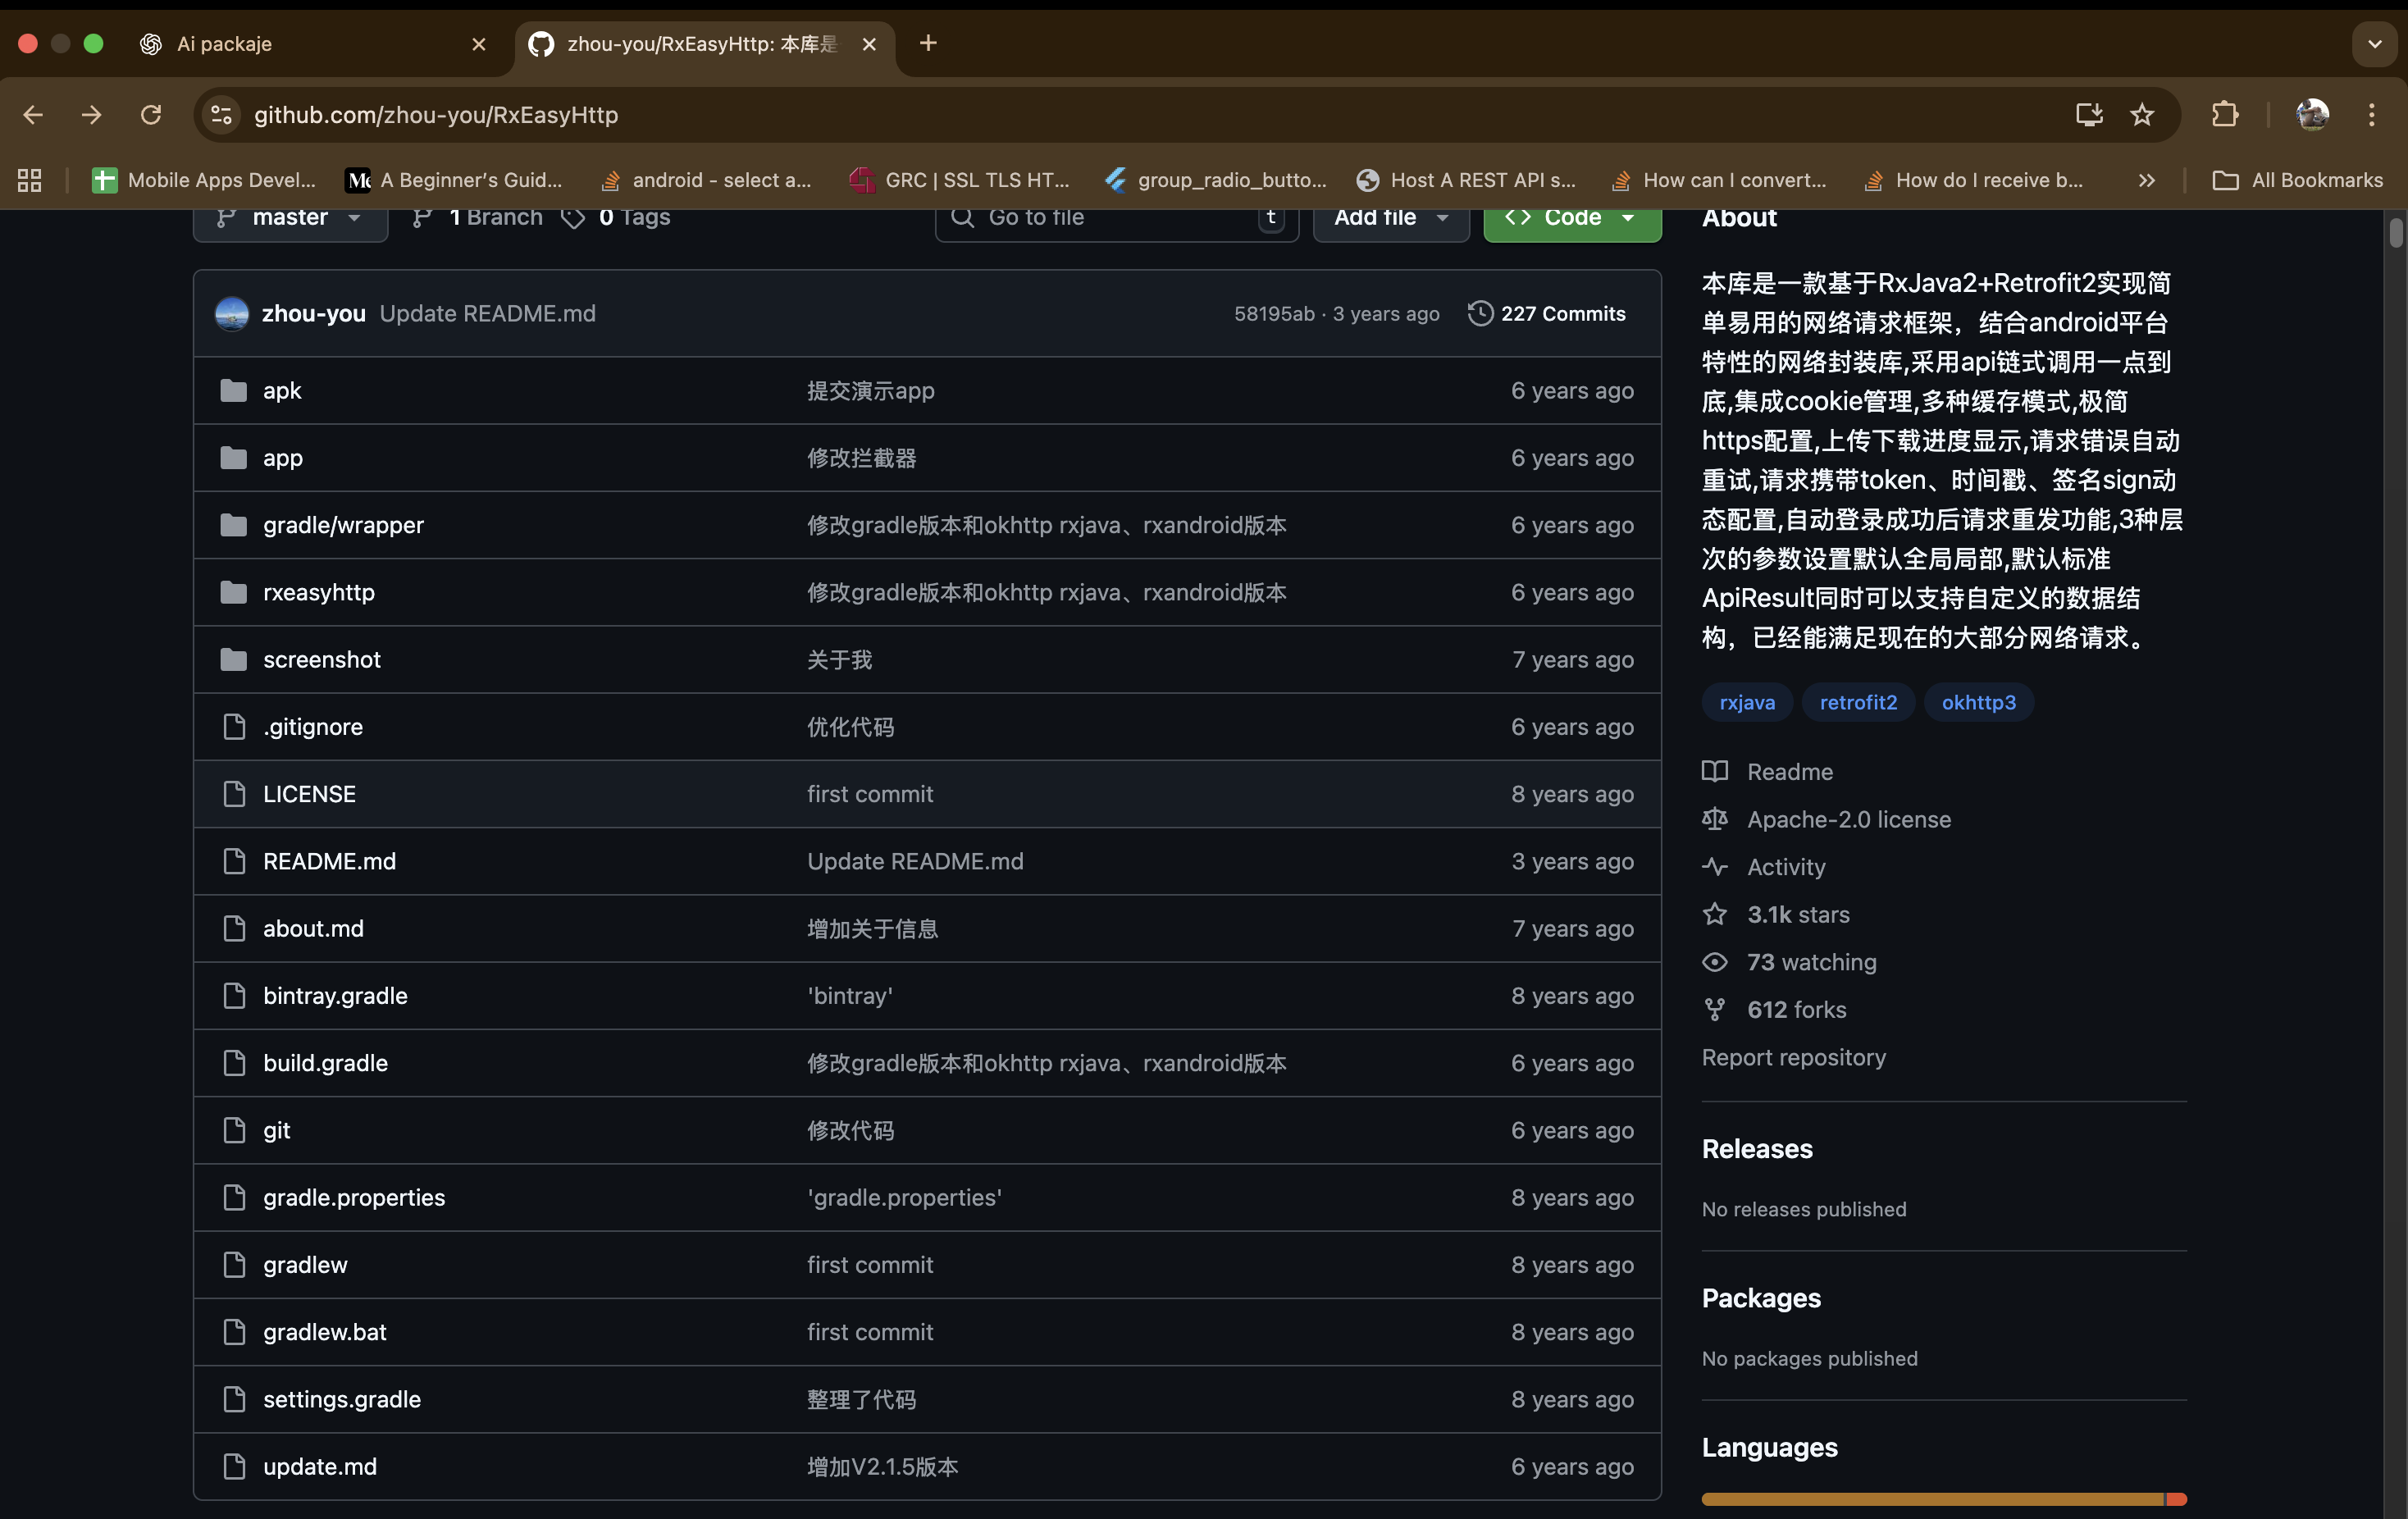 Ai packaje
zhou-you/RxEasyHttp: 本库是
github.com/zhou-you/RxEasyHttp
Mobile Apps Devel...
A Beginner's Guid...
android - select a...
GRC | SSL TLS HT...
group_radio_butto...
Host A REST API s...
How can I convert...
How do I receive b...
All Bookmarks
master
1 Branch
0 Tags
Go to file
t
Add file
Code
zhou-you Update README.md 58195ab · 3 years ago 227 Commits
apk 提交演示app 6 years ago
app 修改拦截器 6 years ago
gradle/wrapper 修改gradle版本和okhttp rxjava、rxandroid版本 6 years ago
rxeasyhttp 修改gradle版本和okhttp rxjava、rxandroid版本 6 years ago
screenshot 关于我 7 years ago
.gitignore 优化代码 6 years ago
LICENSE first commit 8 years ago
README.md Update README.md 3 years ago
about.md 增加关于信息 7 years ago
bintray.gradle 'bintray' 8 years ago
build.gradle 修改gradle版本和okhttp rxjava、rxandroid版本 6 years ago
git 修改代码 6 years ago
gradle.properties 'gradle.properties' 8 years ago
gradlew first commit 8 years ago
gradlew.bat first commit 8 years ago
settings.gradle 整理了代码 8 years ago
update.md 增加V2.1.5版本 6 years ago
About
本库是一款基于RxJava2+Retrofit2实现简
单易用的网络请求框架，结合android平台
特性的网络封装库,采用api链式调用一点到
底,集成cookie管理,多种缓存模式,极简
https配置,上传下载进度显示,请求错误自动
重试,请求携带token、时间戳、签名sign动
态配置,自动登录成功后请求重发功能,3种层
次的参数设置默认全局局部,默认标准
ApiResult同时可以支持自定义的数据结
构，已经能满足现在的大部分网络请求。
rxjava
retrofit2
okhttp3
Readme
Apache-2.0 license
Activity
3.1k stars
73 watching
612 forks
Report repository
Releases
No releases published
Packages
No packages published
Languages